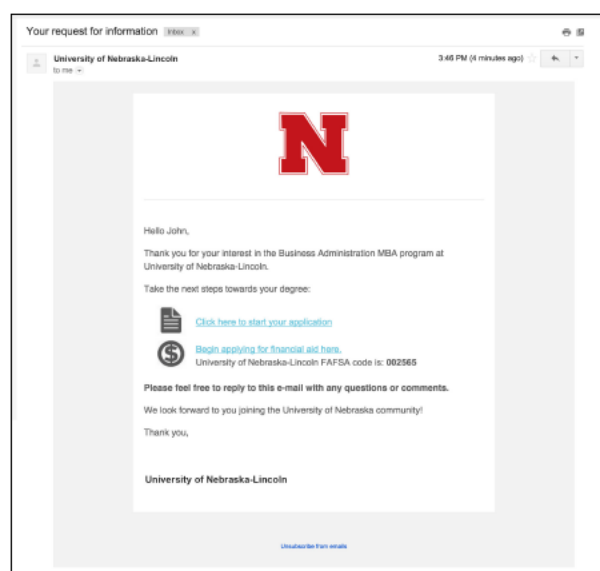 Your request for information Inbox x
University of Nebraska-Lincoln 3:46 PM (4 minutes ago)
to me
N
Hello John,
Thank you for your interest in the Business Administration MBA program at
University of Nebraska-Lincoln.
Take the next steps towards your degree:
Click here to start your application
$
Begin applying for financial aid here.
University of Nebraska-Lincoln FAFSA code is: 002565
Please feel free to reply to this e-mail with any questions or comments.
We look forward to you joining the University of Nebraska community!
Thank you,
University of Nebraska-Lincoln
Unsubscribe from emails